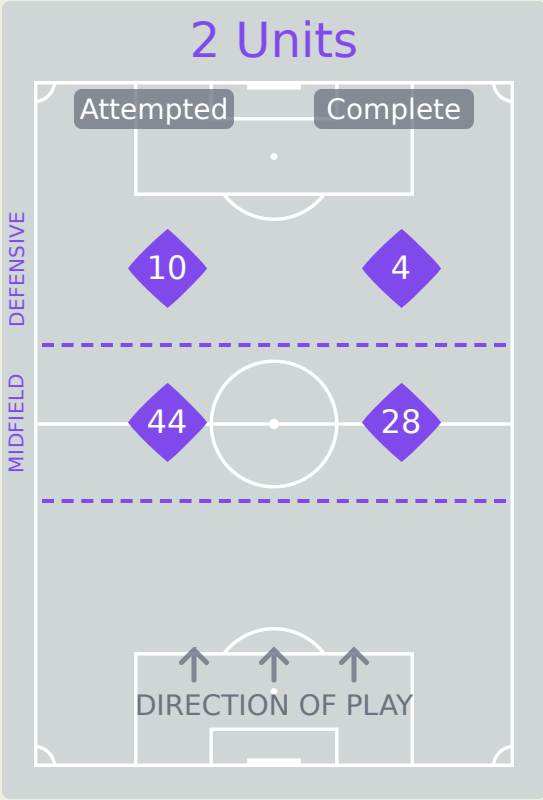 2 Units
Attempted Complete
DEFENSIVE
10 4
MIDFIELD
44 28
DIRECTION OF PLAY